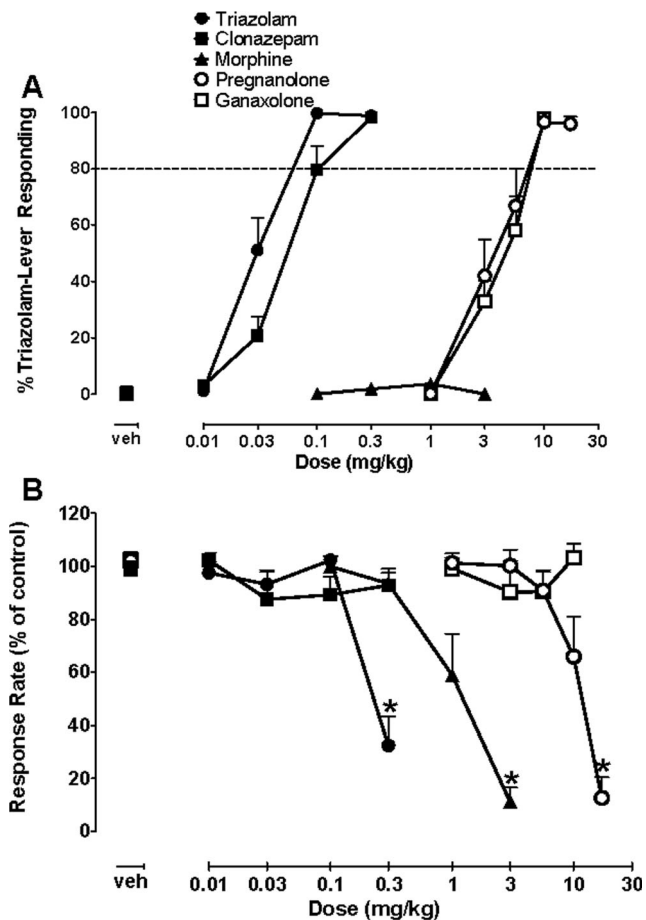 Triazolam
Clonazepam
Morphine
Pregnanolone
Ganaxolone
A
% Triazolam-Lever Responding
100
80
60
40
20
0
veh
0.01 0.03 0.1 0.3 1 3 10 30
Dose (mg/kg)
B
Response Rate (% of control)
120
100
80
60
40
20
0
*
*
*
veh
0.01 0.03 0.1 0.3 1 3 10 30
Dose (mg/kg)